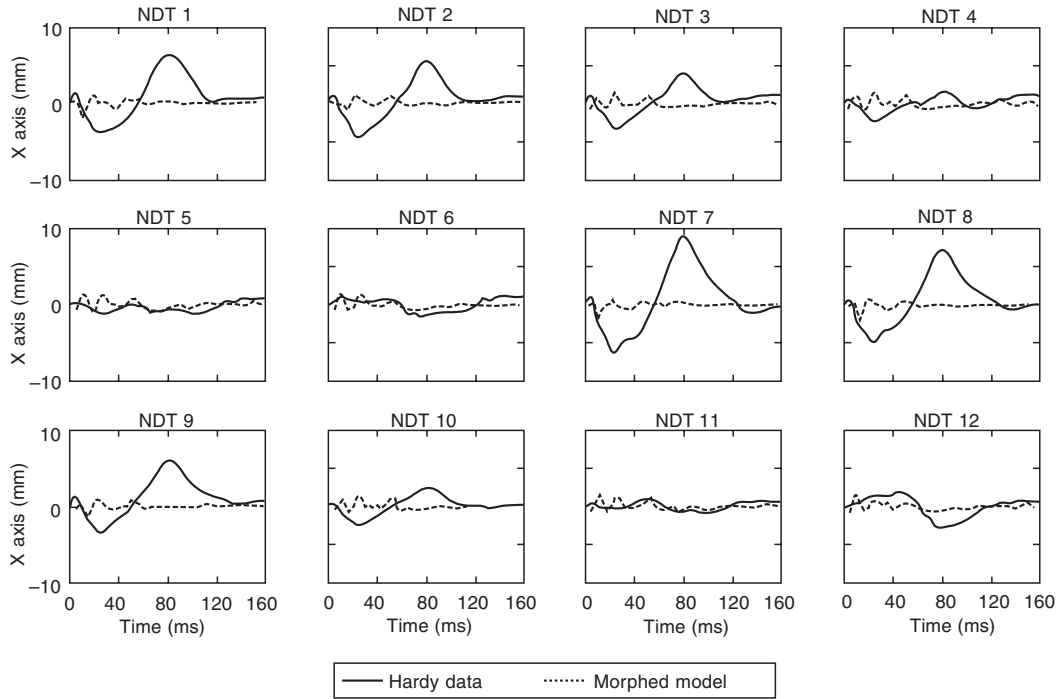 NDT 1 NDT 2 NDT 3 NDT 4
10
0
–10
X axis (mm)
NDT 5 NDT 6 NDT 7 NDT 8
10
0
–10
X axis (mm)
NDT 9 NDT 10 NDT 11 NDT 12
10
0
–10
X axis (mm)
0 40 80 120 160 0 40 80 120 160 0 40 80 120 160 0 40 80 120 160
Time (ms) Time (ms) Time (ms) Time (ms)
Hardy data Morphed model